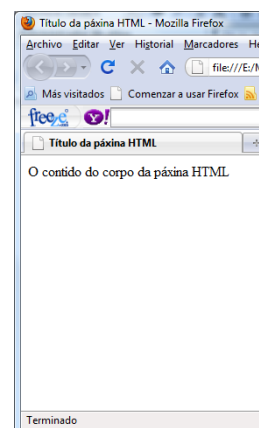 Título da páxina HTML - Mozilla Firefox
Archivo Editar Ver Historial Marcadores He
file:///E:/M
Más visitados Comenzar a usar Firefox
Y!
Título da páxina HTML
O contido do corpo da páxina HTML
Terminado